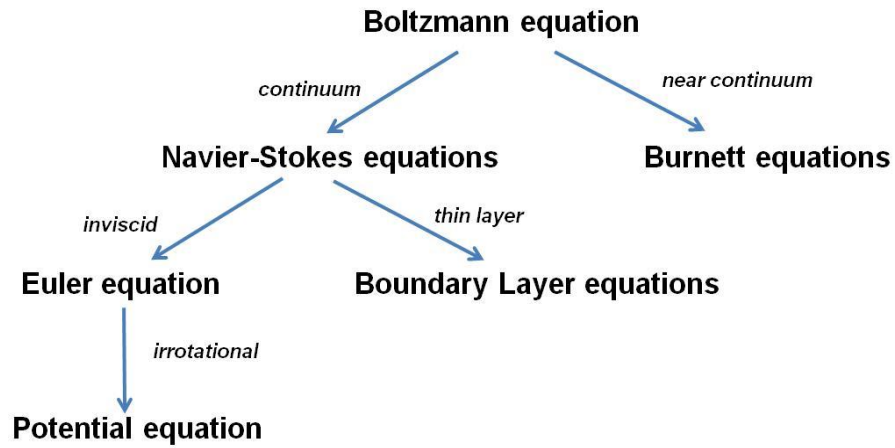 Boltzmann equation
continuum
near continuum
Navier-Stokes equations
Burnett equations
inviscid
thin layer
Euler equation
Boundary Layer equations
irrotational
Potential equation